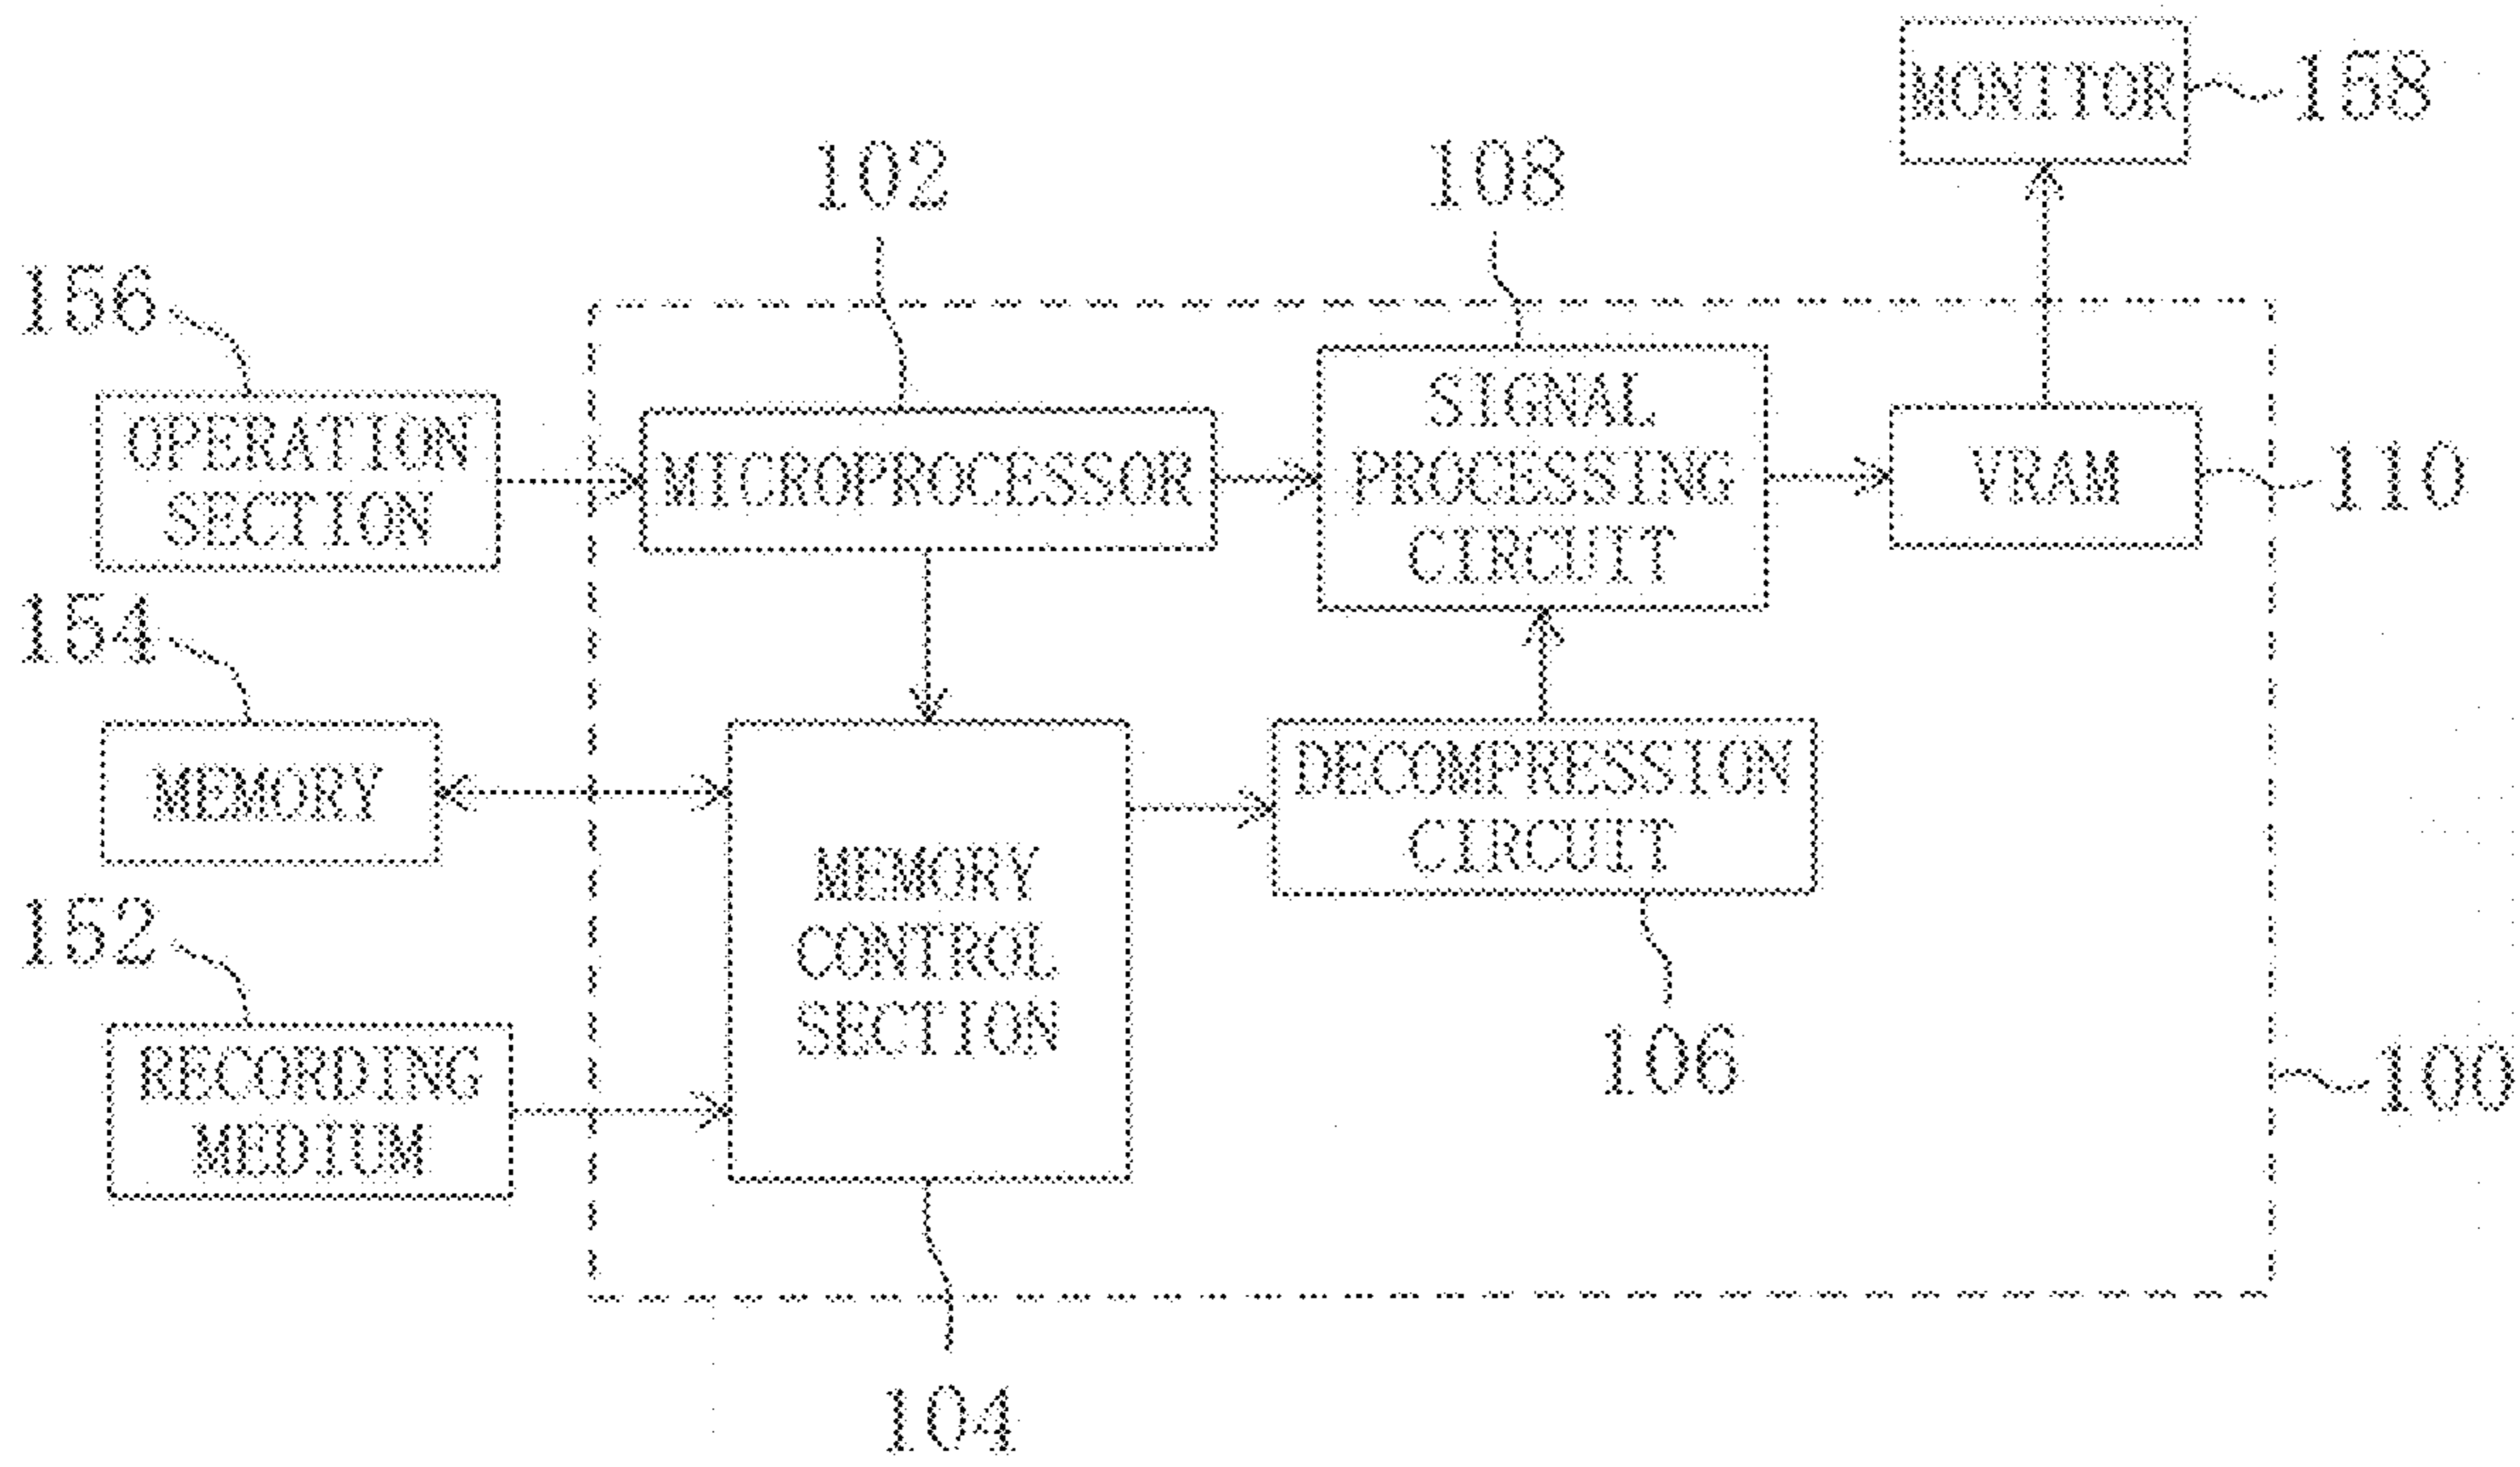 MONITOR
158
102
108
156
OPERATION
SECTION
MICROPROCESSOR
SIGNAL
PROCESSING
CIRCUIT
VRAM
110
154
MEMORY
MEMORY
CONTROL
SECTION
DECOMPRESSION
CIRCUIT
152
RECORDING
MEDIUM
106
100
104